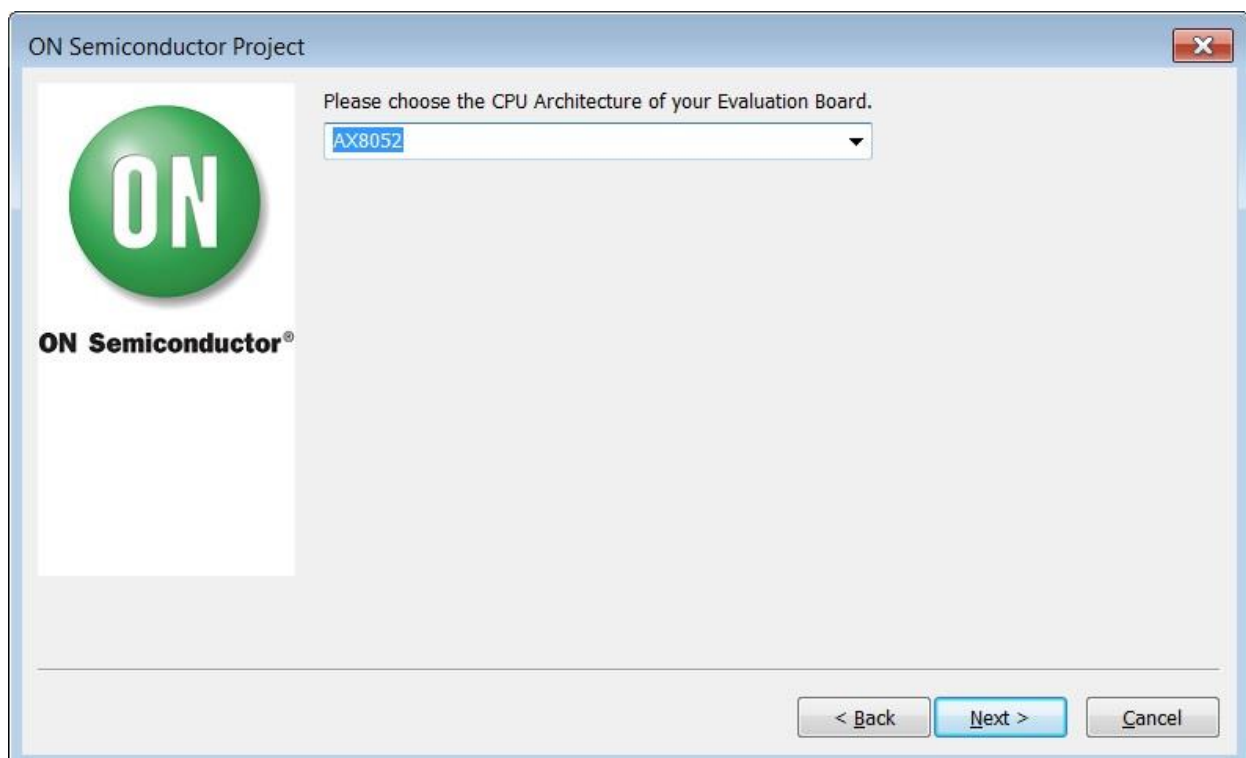 ON Semiconductor Project
Please choose the CPU Architecture of your Evaluation Board.
AX8052
ON
ON Semiconductor®
< Back
Next >
Cancel